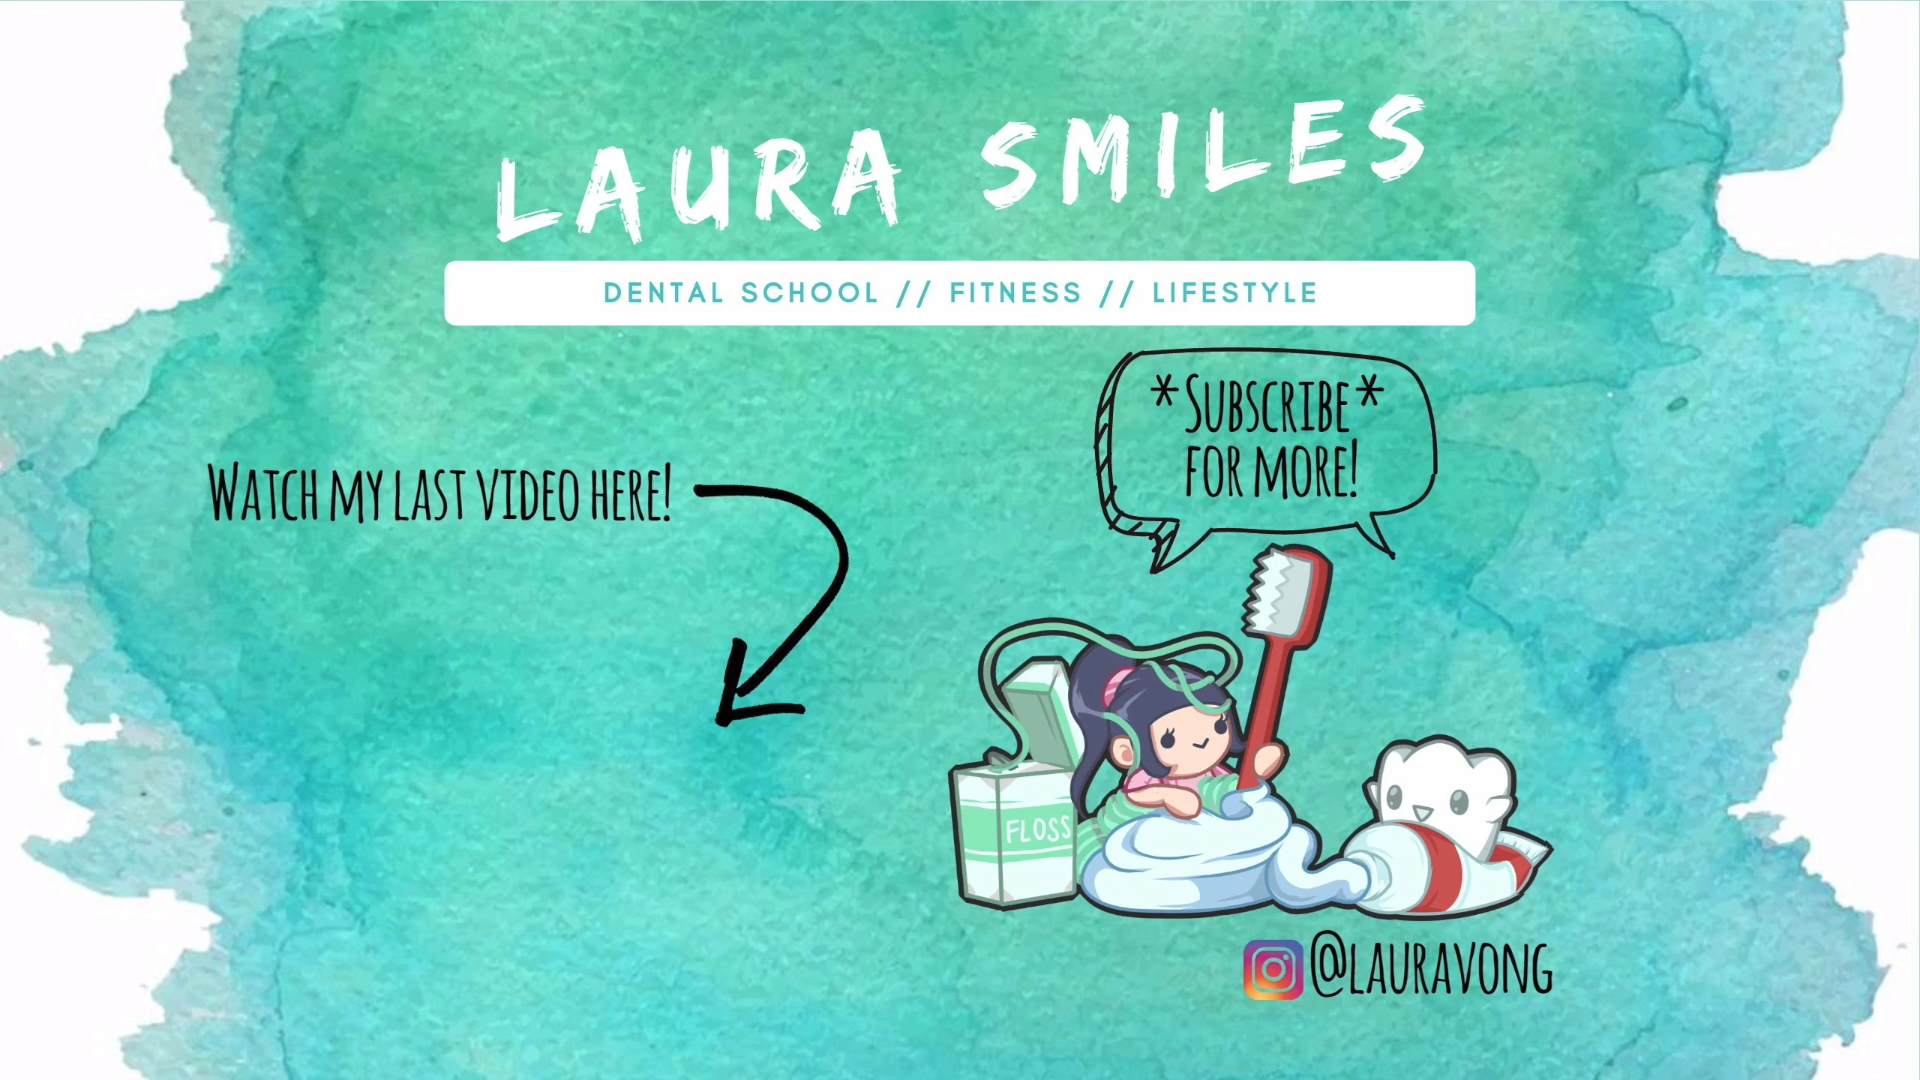 LAURA SMILES
DENTAL SCHOOL // FITNESS // LIFESTYLE
*SUBSCRIBE*
FOR MORE!
WATCH MY LAST VIDEO HERE!
FLOSS
@LAURAVONG